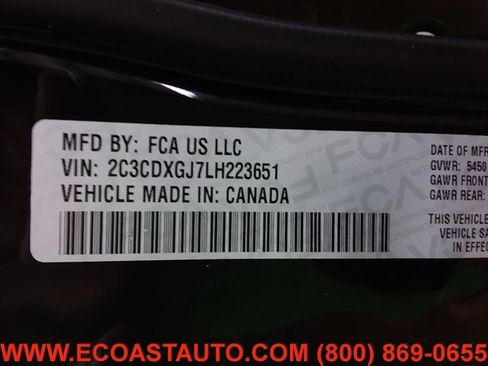 MFD BY: FCA US LLC
VIN: 2C3CDXGJ7LH223651
VEHICLE MADE IN: CANADA
DATE OF MFR
GVWR: 5450
GAWR FRONT
GAWR REAR:
THIS VEHICLE
VEHICLE SA
IN EFFEC
WWW.ECOASTAUTO.COM (800) 869-0655